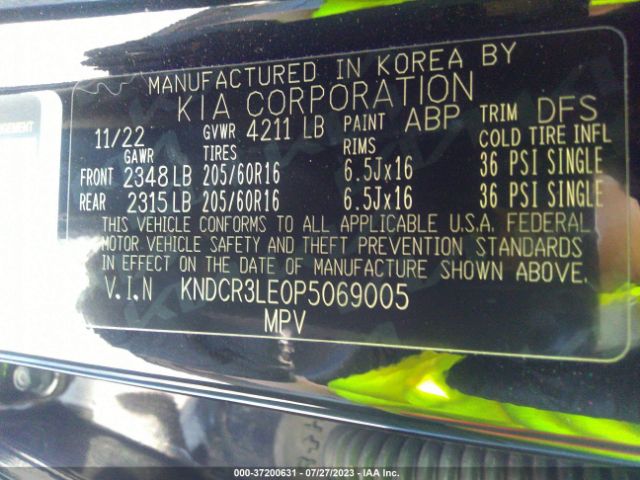 MANAGEMENT
MANUFACTURED IN KOREA BY
KIA CORPORATION
11/22 GVWR 4211 LB PAINT ABP TRIM DFS
GAWR TIRES RIMS COLD TIRE INFL
FRONT 2348 LB 205/60R16 6.5Jx16 36 PSI SINGLE
REAR 2315 LB 205/60R16 6.5Jx16 36 PSI SINGLE
THIS VEHICLE CONFORMS TO ALL APPLICABLE U.S.A. FEDERAL
MOTOR VEHICLE SAFETY AND THEFT PREVENTION STANDARDS
IN EFFECT ON THE DATE OF MANUFACTURE SHOWN ABOVE.
V.I.N KNDCR3LE0P5069005
MPV
000-37200631 - 07/27/2023 - IAA Inc.